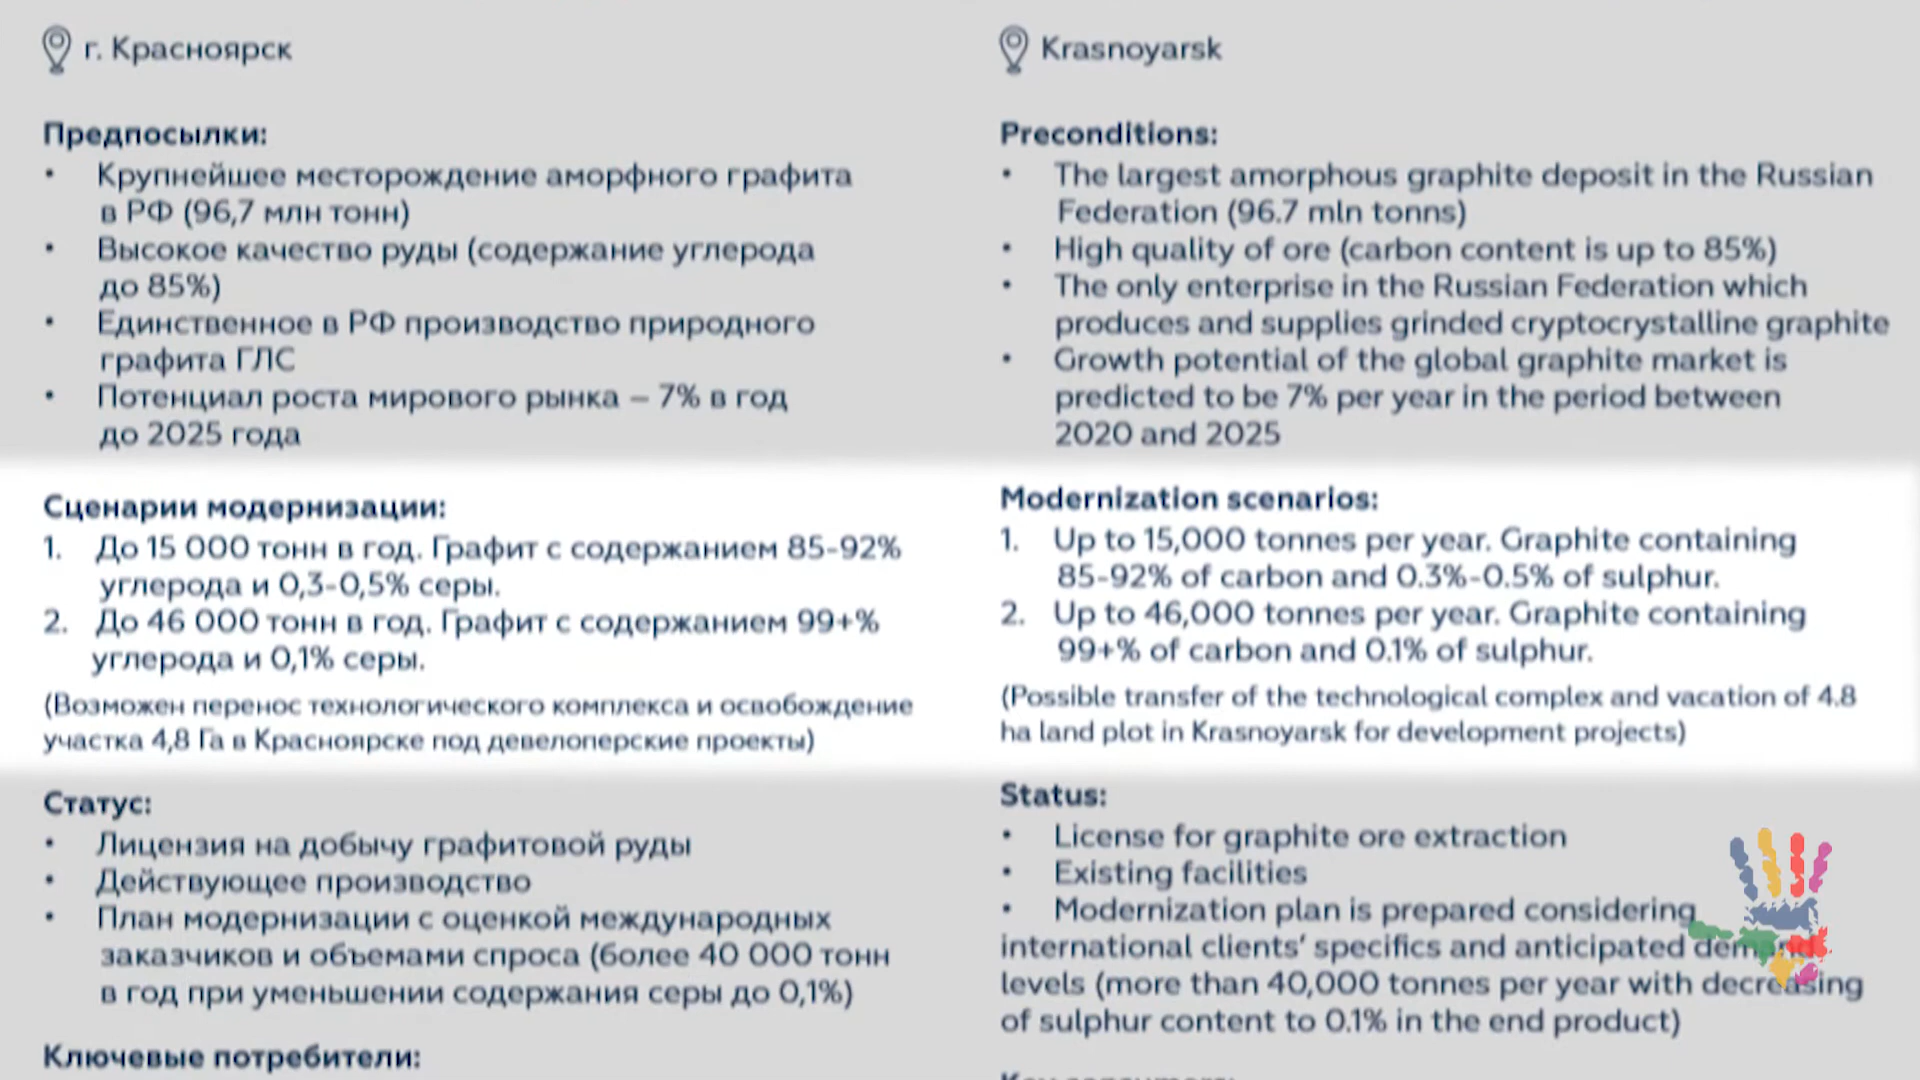 г. Красноярск
Предпосылки:
• Крупнейшее месторождение аморфного графита
в РФ (96,7 млн тонн)
• Высокое качество руды (содержание углерода
до 85%)
• Единственное в РФ производство природного
графита ГЛС
• Потенциал роста мирового рынка – 7% в год
до 2025 года
Сценарии модернизации:
1. До 15 000 тонн в год. Графит с содержанием 85-92%
углерода и 0,3-0,5% серы.
2. До 46 000 тонн в год. Графит с содержанием 99+%
углерода и 0,1% серы.
(Возможен перенос технологического комплекса и освобождение
участка 4,8 Га в Красноярске под девелоперские проекты)
Статус:
• Лицензия на добычу графитовой руды
• Действующее производство
• План модернизации с оценкой международных
заказчиков и объемами спроса (более 40 000 тонн
в год при уменьшении содержания серы до 0,1%)
Ключевые потребители:
Krasnoyarsk
Preconditions:
• The largest amorphous graphite deposit in the Russian
Federation (96.7 mln tonns)
• High quality of ore (carbon content is up to 85%)
• The only enterprise in the Russian Federation which
produces and supplies grinded cryptocrystalline graphite
• Growth potential of the global graphite market is
predicted to be 7% per year in the period between
2020 and 2025
Modernization scenarios:
1. Up to 15,000 tonnes per year. Graphite containing
85-92% of carbon and 0.3%-0.5% of sulphur.
2. Up to 46,000 tonnes per year. Graphite containing
99+% of carbon and 0.1% of sulphur.
(Possible transfer of the technological complex and vacation of 4.8
ha land plot in Krasnoyarsk for development projects)
Status:
• License for graphite ore extraction
• Existing facilities
• Modernization plan is prepared considering
international clients’ specifics and anticipated demand
levels (more than 40,000 tonnes per year with decreasing
of sulphur content to 0.1% in the end product)